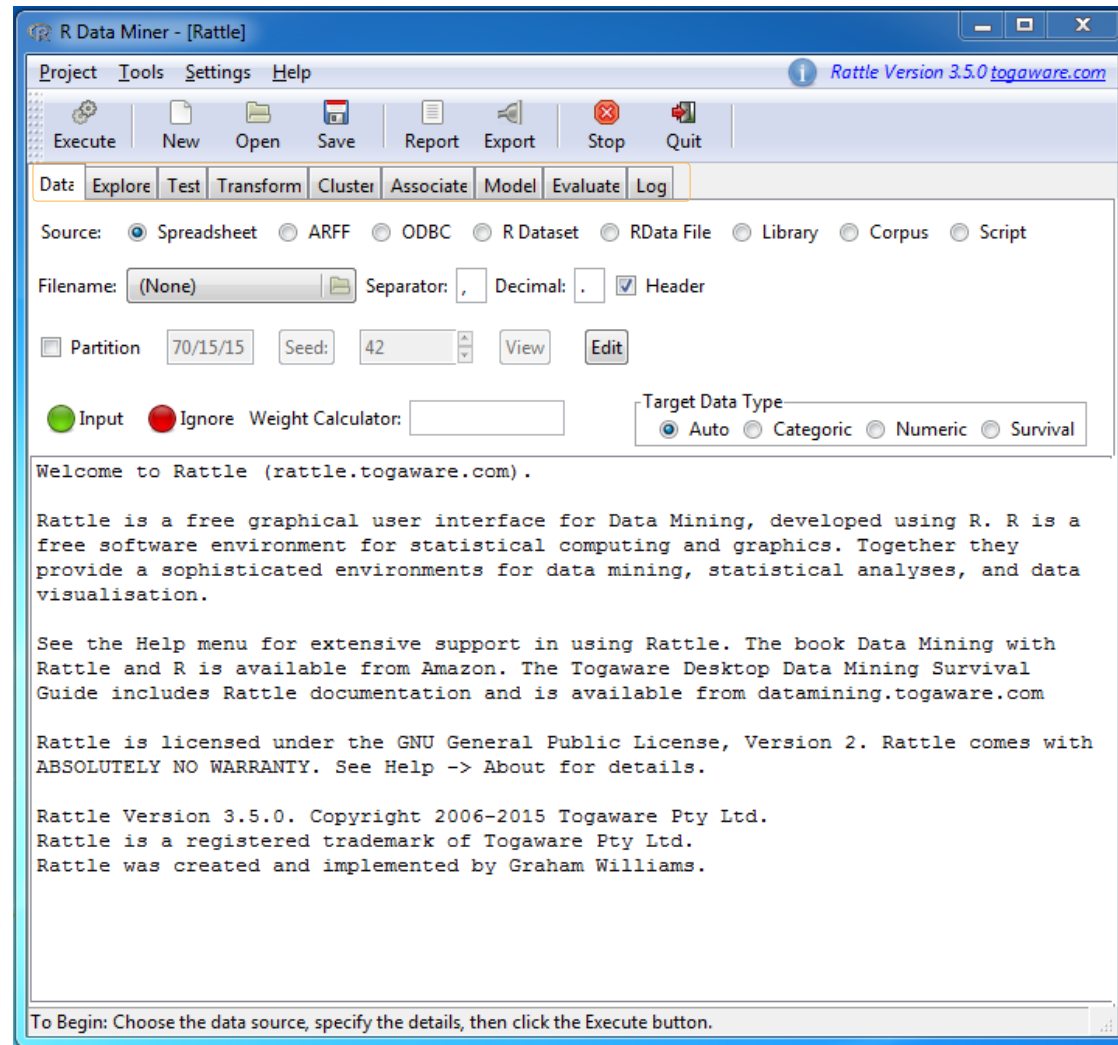 R Data Miner - [Rattle]
Project Tools Settings Help Rattle Version 3.5.0 togaware.com
Execute New Open Save Report Export Stop Quit
Data Explore Test Transform Cluster Associate Model Evaluate Log
Source: Spreadsheet ARFF ODBC R Dataset RData File Library Corpus Script
Filename: (None) Separator: , Decimal: . Header
Partition 70/15/15 Seed: 42 View Edit
Target Data Type
Input Ignore Weight Calculator: Auto Categoric Numeric Survival
Welcome to Rattle (rattle.togaware.com).
Rattle is a free graphical user interface for Data Mining, developed using R. R is a
free software environment for statistical computing and graphics. Together they
provide a sophisticated environments for data mining, statistical analyses, and data
visualisation.
See the Help menu for extensive support in using Rattle. The book Data Mining with
Rattle and R is available from Amazon. The Togaware Desktop Data Mining Survival
Guide includes Rattle documentation and is available from datamining.togaware.com
Rattle is licensed under the GNU General Public License, Version 2. Rattle comes with
ABSOLUTELY NO WARRANTY. See Help -> About for details.
Rattle Version 3.5.0. Copyright 2006-2015 Togaware Pty Ltd.
Rattle is a registered trademark of Togaware Pty Ltd.
Rattle was created and implemented by Graham Williams.
To Begin: Choose the data source, specify the details, then click the Execute button.